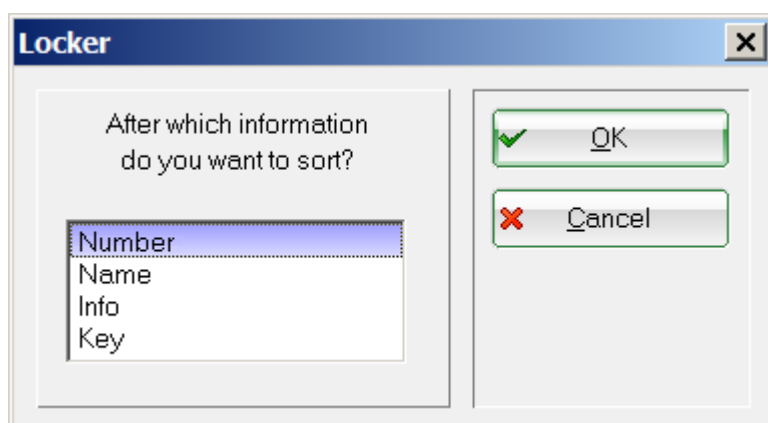 Locker
After which information
do you want to sort?
Number
Name
Info
Key
OK
Cancel